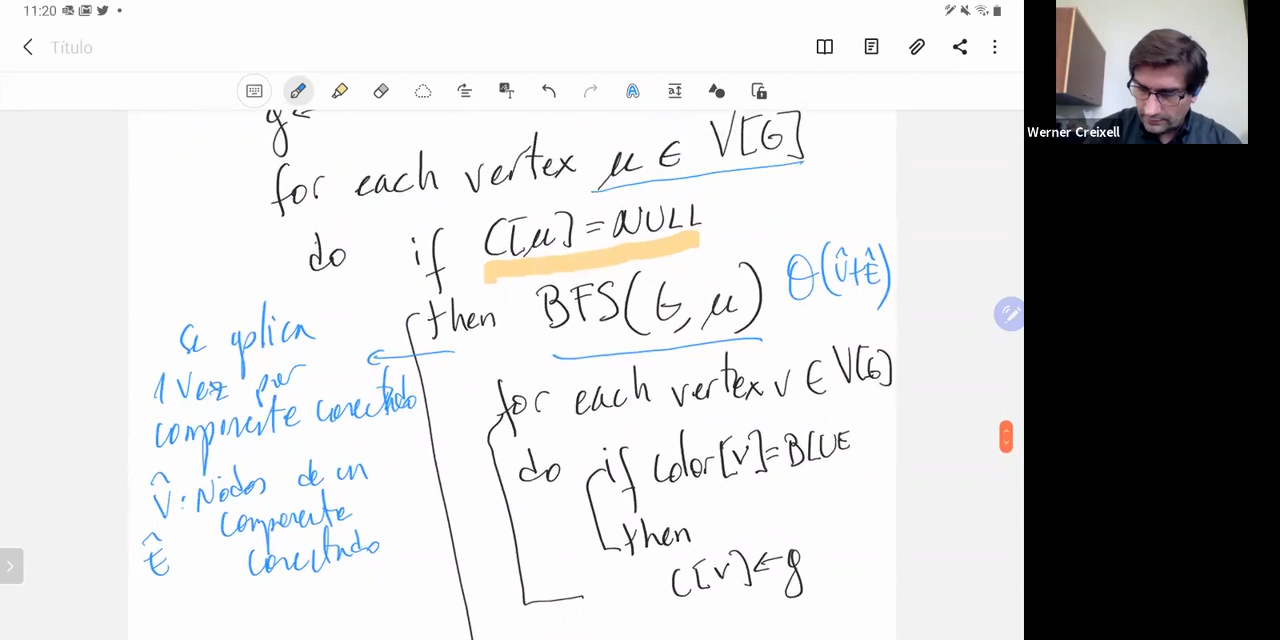 11:20
Título
g←
for each vertex μ ∈ V[G]
do if C[μ]=NULL
then BFS(G,μ) Θ(V̂+Ê)
for each vertex v ∈ V[G]
do if color[v]=BLUE
then
C[v]←g
Se aplica
1 vez por
componente conectado
V̂: Nodos de un
componente
Ê conectado
Werner Creixell